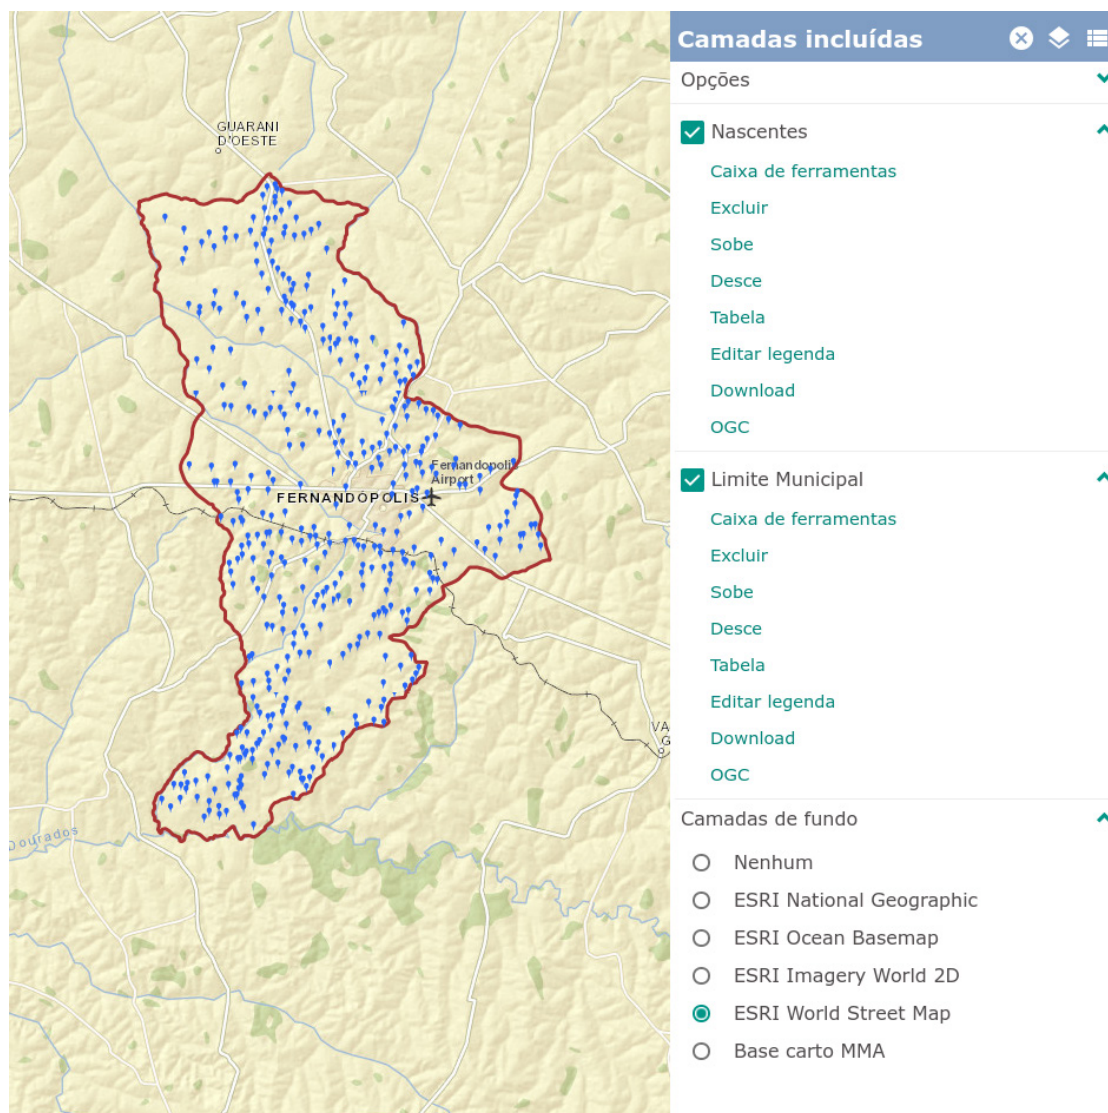 GUARANI
D'OESTE
Fernandopolis
Airport
FERNANDÓPOLIS
VA
G
Dourados
Camadas incluídas
Opções
Nascentes
Caixa de ferramentas
Excluir
Sobe
Desce
Tabela
Editar legenda
Download
OGC
Limite Municipal
Caixa de ferramentas
Excluir
Sobe
Desce
Tabela
Editar legenda
Download
OGC
Camadas de fundo
Nenhum
ESRI National Geographic
ESRI Ocean Basemap
ESRI Imagery World 2D
ESRI World Street Map
Base carto MMA